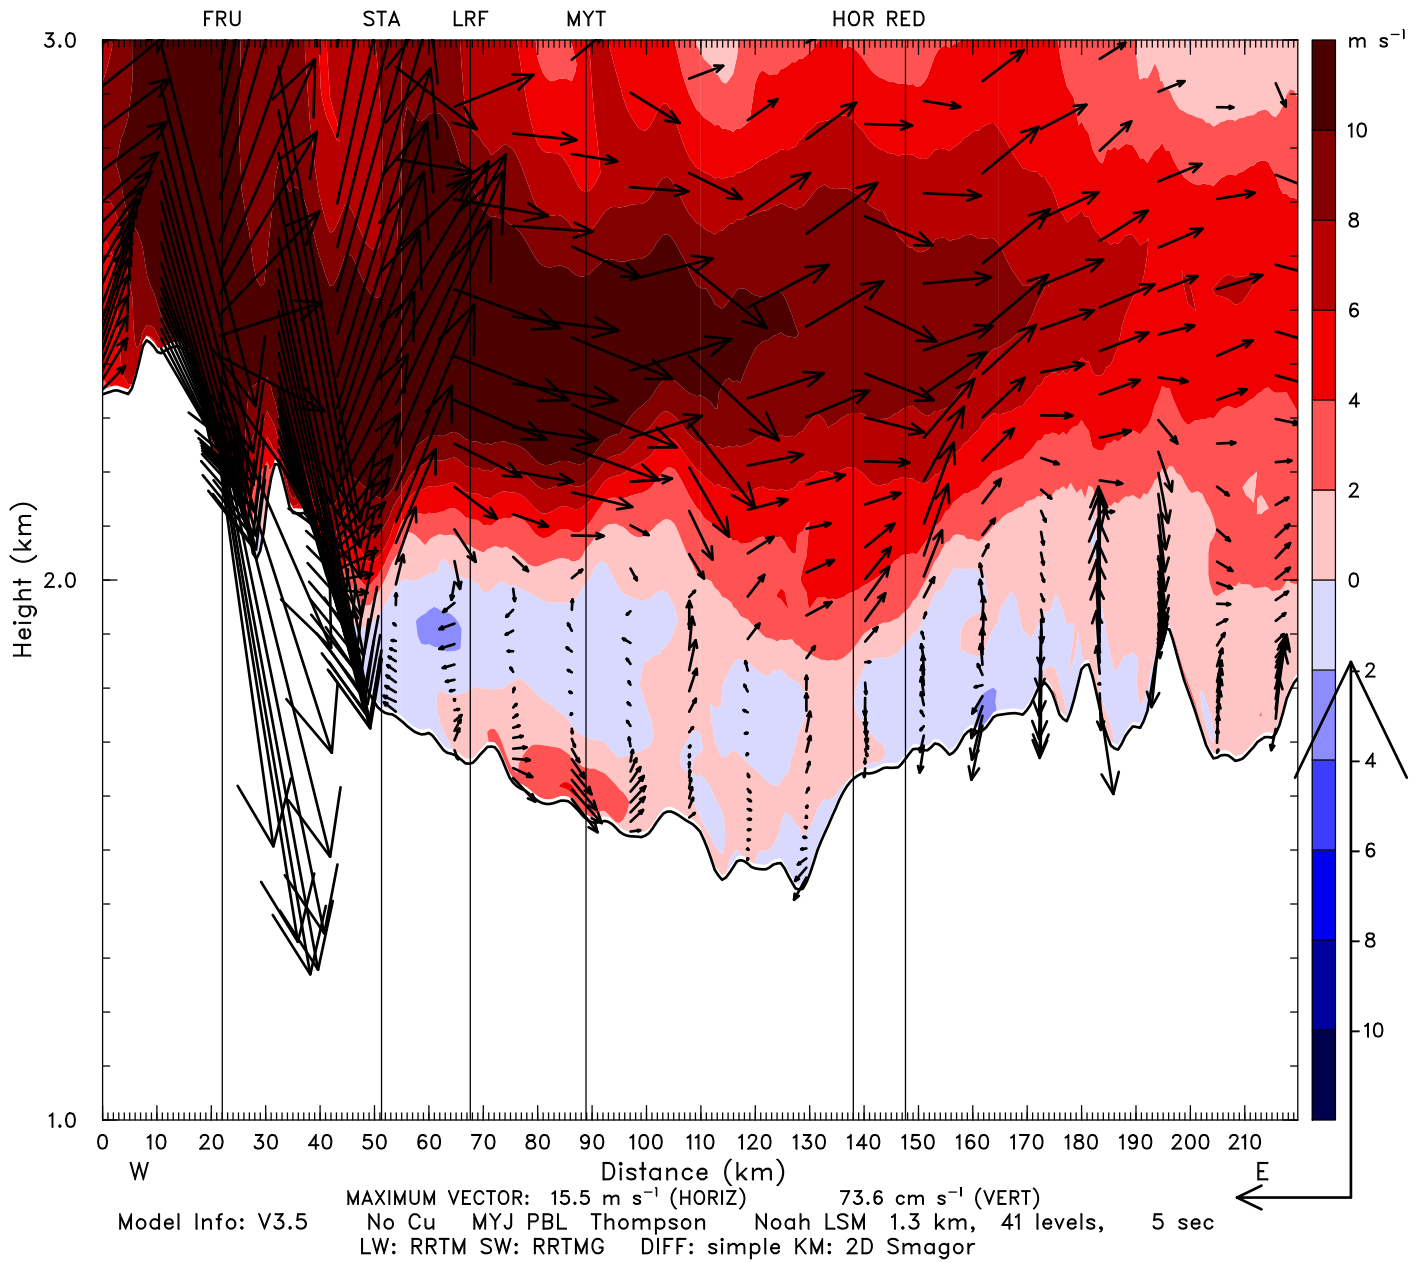 FRU STA LRF MYT HOR RED
3.0
m s⁻¹
10
8
6
4
2.0
2
0
-2
-4
-6
-8
-10
Height (km)
1.0
0 10 20 30 40 50 60 70 80 90 100 110 120 130 140 150 160 170 180 190 200 210
W Distance (km) E
MAXIMUM VECTOR: 15.5 m s⁻¹ (HORIZ) 73.6 cm s⁻¹ (VERT)
Model Info: V3.5 No Cu MYJ PBL Thompson Noah LSM 1.3 km, 41 levels, 5 sec
LW: RRTM SW: RRTMG DIFF: simple KM: 2D Smagor